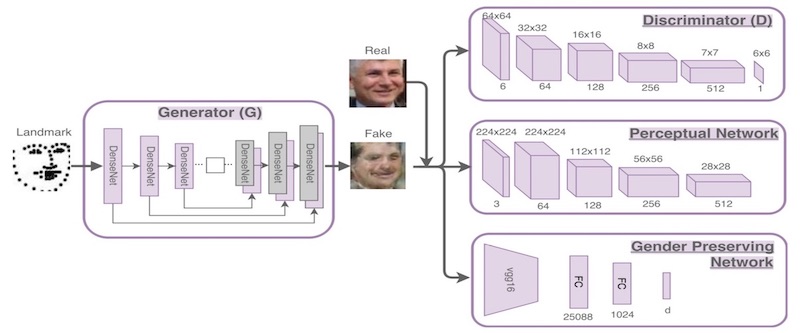 Landmark
Generator (G)
DenseNet
DenseNet
DenseNet
DenseNet
DenseNet
DenseNet
Real
Fake
Discriminator (D)
64x64
32x32
16x16
8x8
7x7
6x6
6
64
128
256
512
1
Perceptual Network
224x224
224x224
112x112
56x56
28x28
3
64
128
256
512
Gender Preserving
Network
vgg16
FC
FC
25088
1024
d